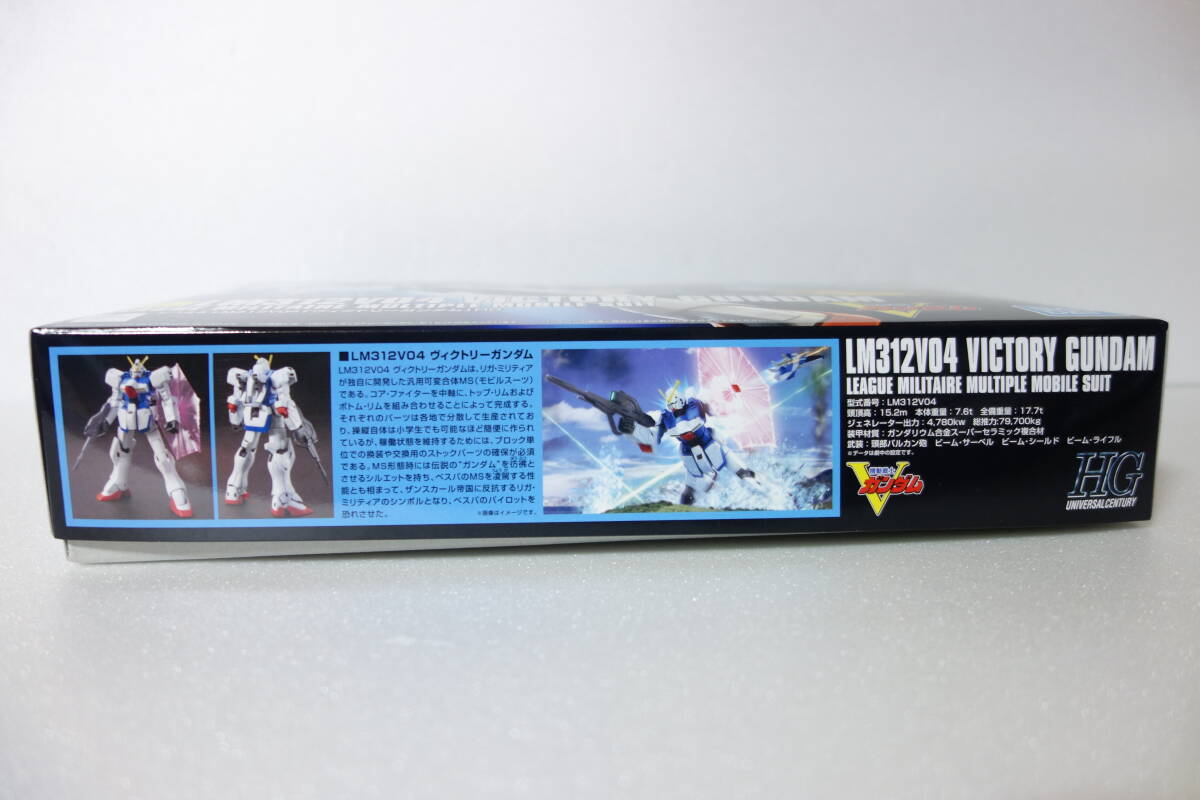 LM312V04 VICTORY GUNDAM
MULTIPLE MOBILE SUIT
■LM312V04 ヴィクトリーガンダム
LM312V04 ヴィクトリーガンダムは、リガ・ミリティア
が独自に開発した汎用可変合体MS(モビルスーツ)
である。コア・ファイターを中軸に、トップ・リムおよび
ボトム・リムを組み合わせることによって完成する。
それぞれのパーツは各地で分散して生産されてお
り、操縦自体は小学生でも可能なほど簡便に作られ
ているが、稼働状態を維持するためには、ブロック単
位での換装や交換用のストックパーツの確保が必須
である。MS形態時には伝説の"ガンダム"を彷彿と
させるシルエットを持ち、ベスパのMSを凌駕する性
能とも相まって、ザンスカール帝国に反抗するリガ・
ミリティアのシンボルとなり、ベスパのパイロットを
恐れさせた。
※画像はイメージです。
LM312V04 VICTORY GUNDAM
LEAGUE MILITAIRE MULTIPLE MOBILE SUIT
型式番号：LM312V04
頭頂高：15.2m 本体重量：7.6t 全備重量：17.7t
ジェネレーター出力：4,780kw 総推力:79,700kg
装甲材質：ガンダリウム合金スーパーセラミック複合材
武装：頭部バルカン砲 ビーム・サーベル ビーム・シールド ビーム・ライフル
※データは劇中の設定です。
機動戦士
Vガンダム
HG
UNIVERSAL CENTURY